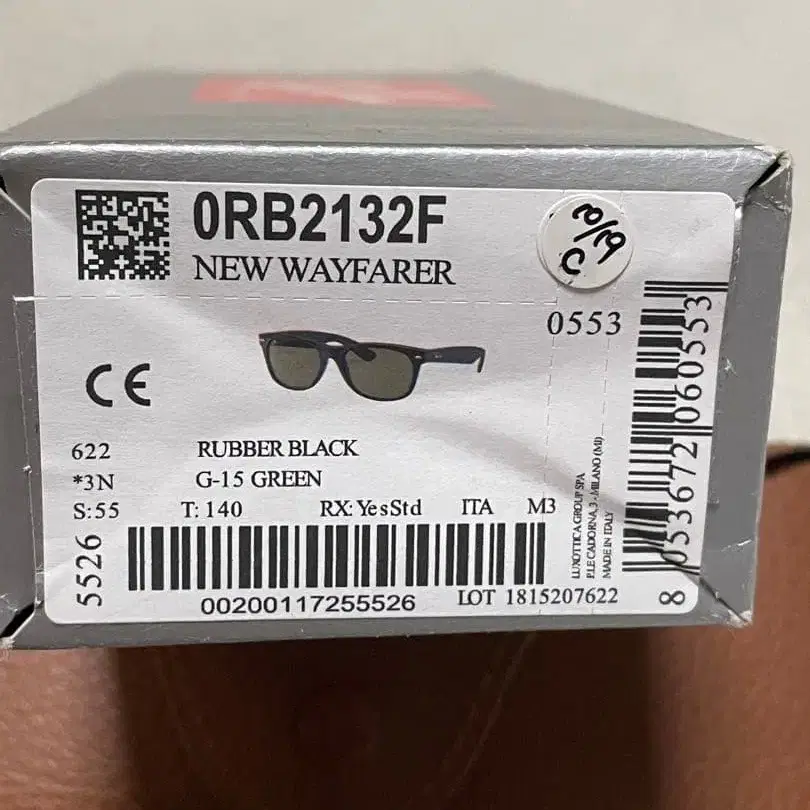 0RB2132F
NEW WAYFARER
0553
CE
622 RUBBER BLACK
*3N G-15 GREEN
S:55 T: 140 RX: YesStd ITA M3
5526
00200117255526
LOT 1815207622
LUXOTTICA GROUP SPA
P.LE CADORNA,3 - MILANO (MI)
MADE IN ITALY
8 053672 060553